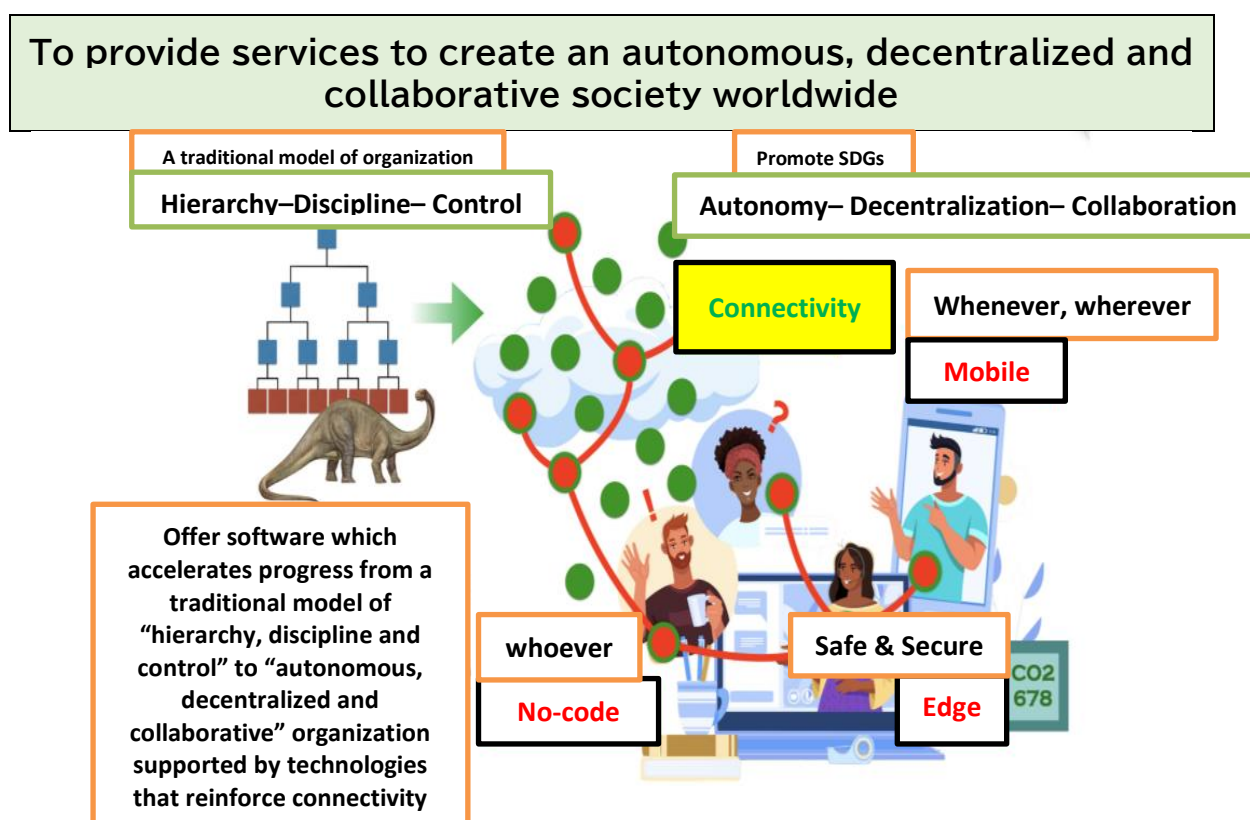 To provide services to create an autonomous, decentralized and
collaborative society worldwide
A traditional model of organization
Hierarchy–Discipline– Control
Promote SDGs
Autonomy– Decentralization– Collaboration
Connectivity
Whenever, wherever
Mobile
?
!
Offer software which
accelerates progress from a
traditional model of
“hierarchy, discipline and
control” to “autonomous,
decentralized and
collaborative” organization
supported by technologies
that reinforce connectivity
whoever
No-code
Safe & Secure
Edge
CO2
678